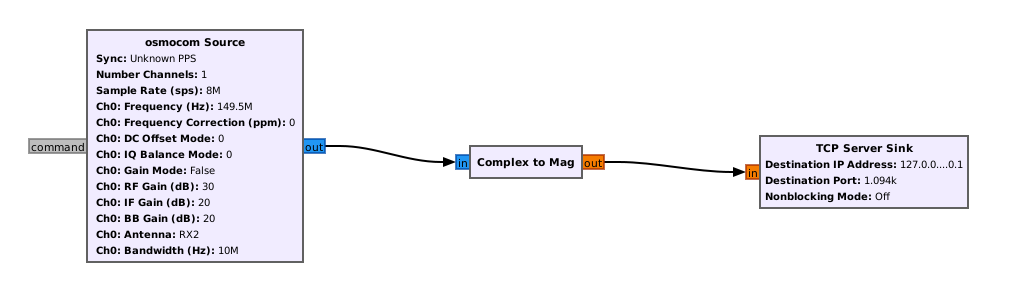 osmocom Source
Sync: Unknown PPS
Number Channels: 1
Sample Rate (sps): 8M
Ch0: Frequency (Hz): 149.5M
Ch0: Frequency Correction (ppm): 0
Ch0: DC Offset Mode: 0
Ch0: IQ Balance Mode: 0
Ch0: Gain Mode: False
Ch0: RF Gain (dB): 30
Ch0: IF Gain (dB): 20
Ch0: BB Gain (dB): 20
Ch0: Antenna: RX2
Ch0: Bandwidth (Hz): 10M
command
out
in
Complex to Mag
out
in
TCP Server Sink
Destination IP Address: 127.0.0....0.1
Destination Port: 1.094k
Nonblocking Mode: Off